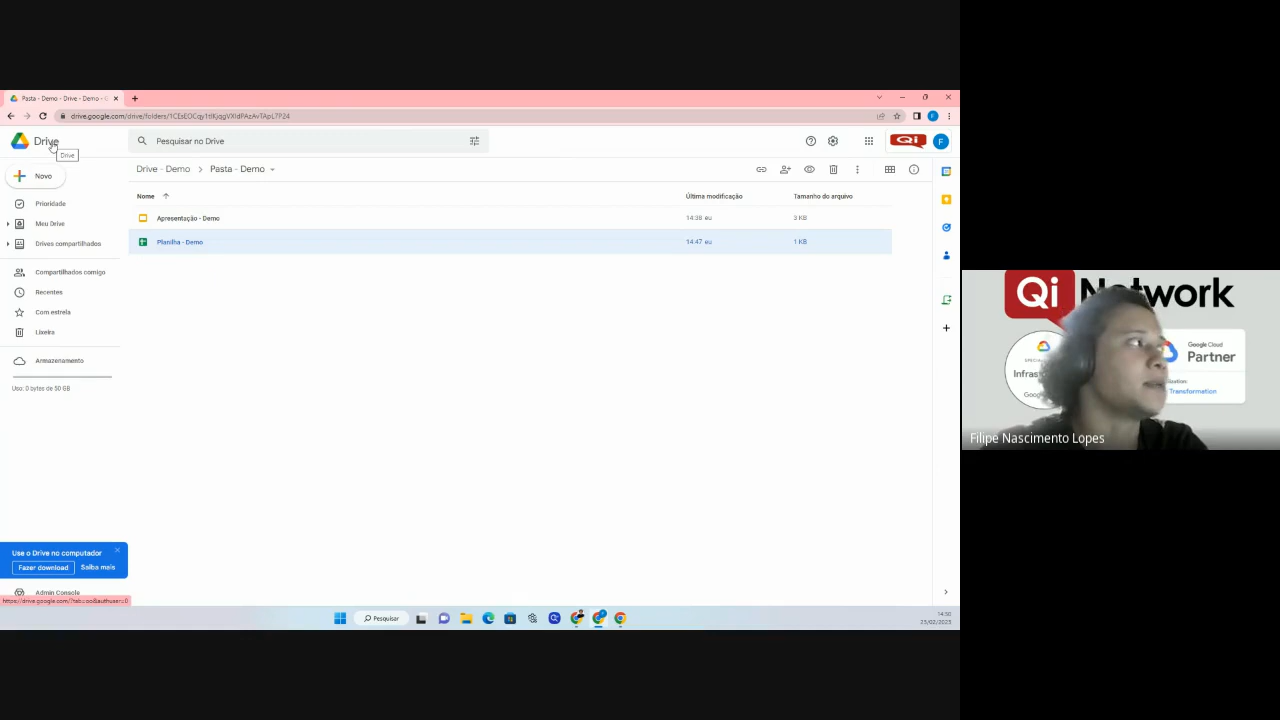 Pasta - Demo - Drive - Demo - G
drive.google.com/drive/folders/
Drive
Pesquisar no Drive
Qi
F
Drive
Novo
Drive - Demo > Pasta - Demo
Prioridade
Nome
Última modificação
Tamanho do arquivo
Meu Drive
Apresentação - Demo
14:38 eu
3 KB
Drives compartilhados
Planilha - Demo
14:47 eu
1 KB
Compartilhados comigo
Recentes
Com estrela
Lixeira
Armazenamento
Uso: 0 bytes de 50 GB
Use o Drive no computador
Fazer download
Saiba mais
Admin Console
Pesquisar
14:50
23/02/2023
Qi Network
Google Cloud
Partner
Transformation
Filipe Nascimento Lopes